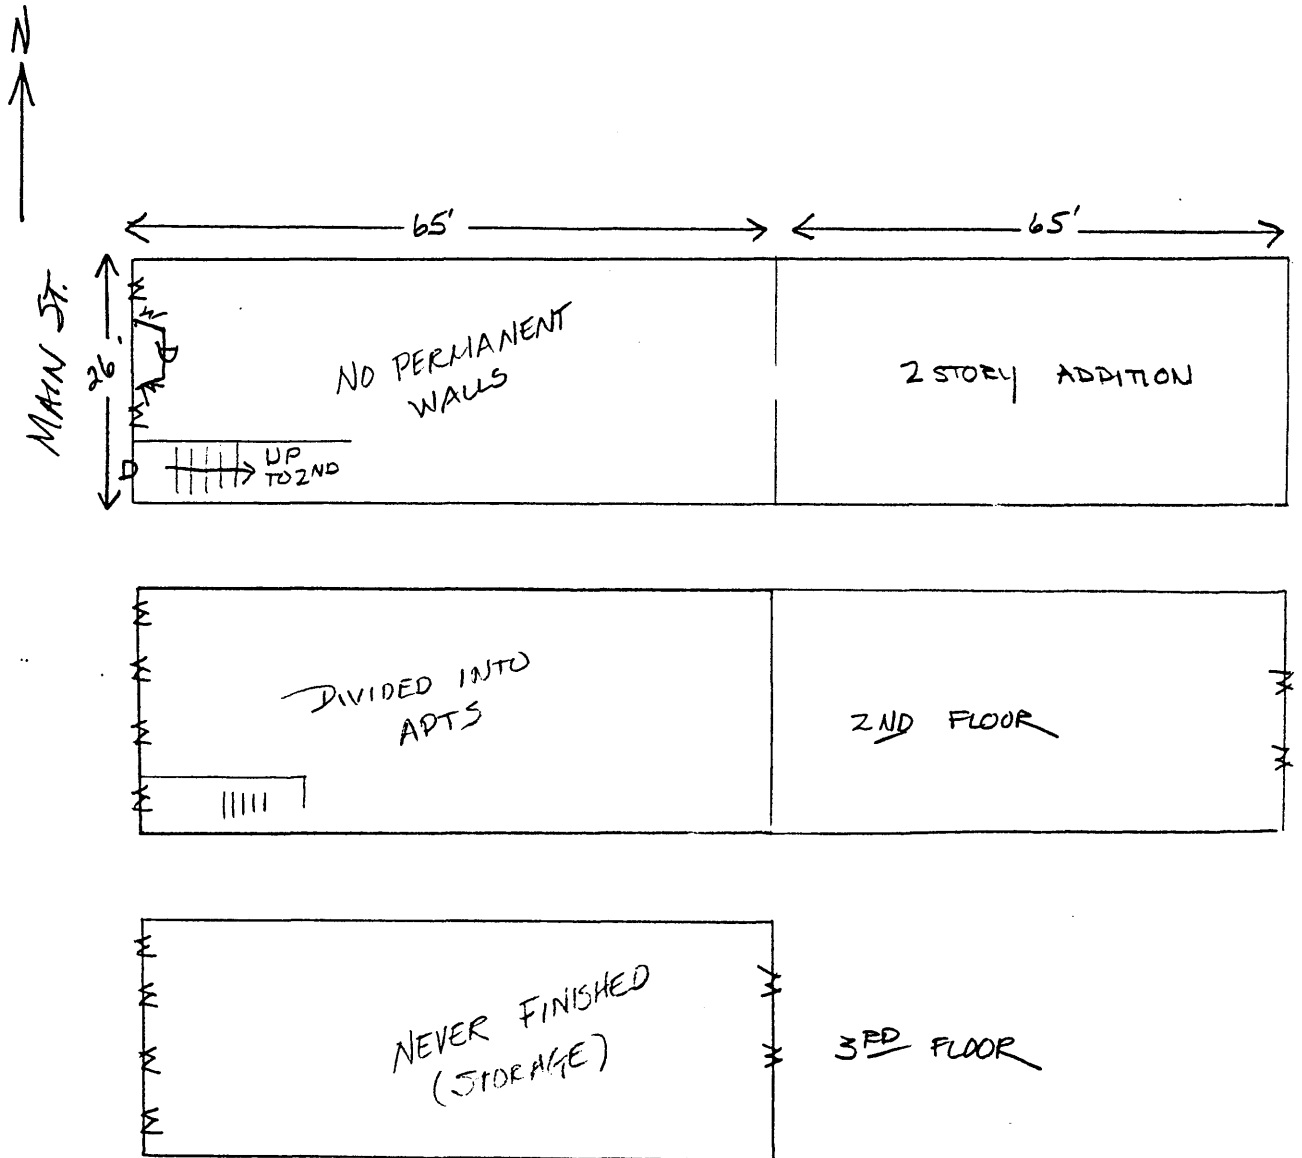 N
65'
65'
MAIN ST.
26'
W
W
D
W
W
NO PERMANENT
WALLS
2 STORY ADDITION
D
UP
TO 2ND
W
W
W
W
DIVIDED INTO
APTS
2ND FLOOR
W
W
W
W
W
W
NEVER FINISHED
(STORAGE)
W
W
3RD FLOOR